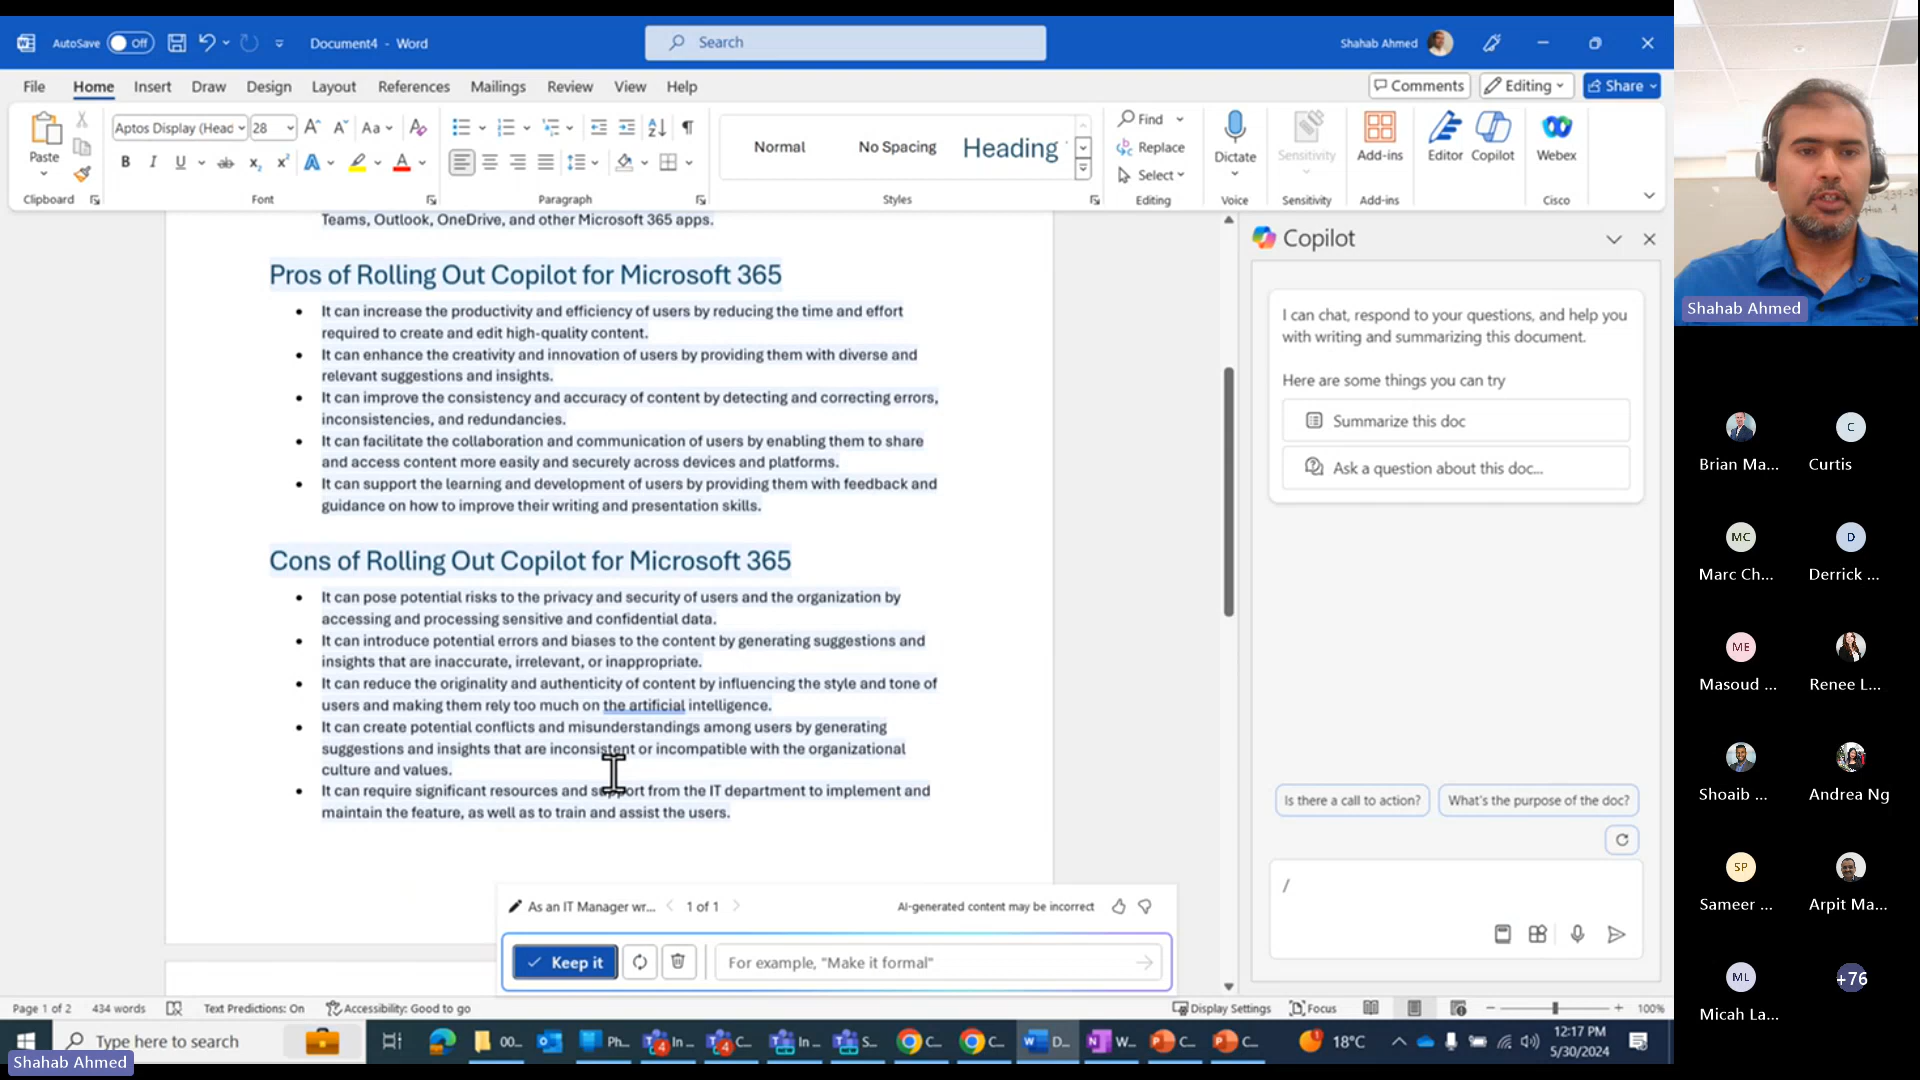 AutoSave Off
Document4 - Word
Search
Shahab Ahmed
File Home Insert Draw Design Layout References Mailings Review View Help
Comments Editing Share
Paste
Aptos Display (Head 28
Normal No Spacing Heading
Find
Replace
Select
Dictate
Sensitivity
Add-ins
Editor
Copilot
Webex
Clipboard Font Paragraph Styles Editing Voice Sensitivity Add-ins Cisco
Teams, Outlook, OneDrive, and other Microsoft 365 apps.
Pros of Rolling Out Copilot for Microsoft 365
• It can increase the productivity and efficiency of users by reducing the time and effort
required to create and edit high-quality content.
• It can enhance the creativity and innovation of users by providing them with diverse and
relevant suggestions and insights.
• It can improve the consistency and accuracy of content by detecting and correcting errors,
inconsistencies, and redundancies.
• It can facilitate the collaboration and communication of users by enabling them to share
and access content more easily and securely across devices and platforms.
• It can support the learning and development of users by providing them with feedback and
guidance on how to improve their writing and presentation skills.
Cons of Rolling Out Copilot for Microsoft 365
• It can pose potential risks to the privacy and security of users and the organization by
accessing and processing sensitive and confidential data.
• It can introduce potential errors and biases to the content by generating suggestions and
insights that are inaccurate, irrelevant, or inappropriate.
• It can reduce the originality and authenticity of content by influencing the style and tone of
users and making them rely too much on the artificial intelligence.
• It can create potential conflicts and misunderstandings among users by generating
suggestions and insights that are inconsistent or incompatible with the organizational
culture and values.
• It can require significant resources and support from the IT department to implement and
maintain the feature, as well as to train and assist the users.
As an IT Manager wr... 1 of 1
AI-generated content may be incorrect
Keep it
For example, "Make it formal"
Copilot
I can chat, respond to your questions, and help you
with writing and summarizing this document.
Here are some things you can try
Summarize this doc
Ask a question about this doc...
Is there a call to action?
What's the purpose of the doc?
/
Page 1 of 2
434 words
Text Predictions: On
Accessibility: Good to go
Display Settings
Focus
100%
Type here to search
00...
Ph...
In ...
C...
In ...
S...
C...
C...
D...
W...
C...
C...
18°C
12:17 PM
5/30/2024
Shahab Ahmed
Shahab Ahmed
Brian Ma...
C
Curtis
MC
Marc Ch...
D
Derrick ...
ME
Masoud ...
Renee L...
Shoaib ...
Andrea Ng
SP
Sameer ...
Arpit Ma...
ML
Micah La...
+76